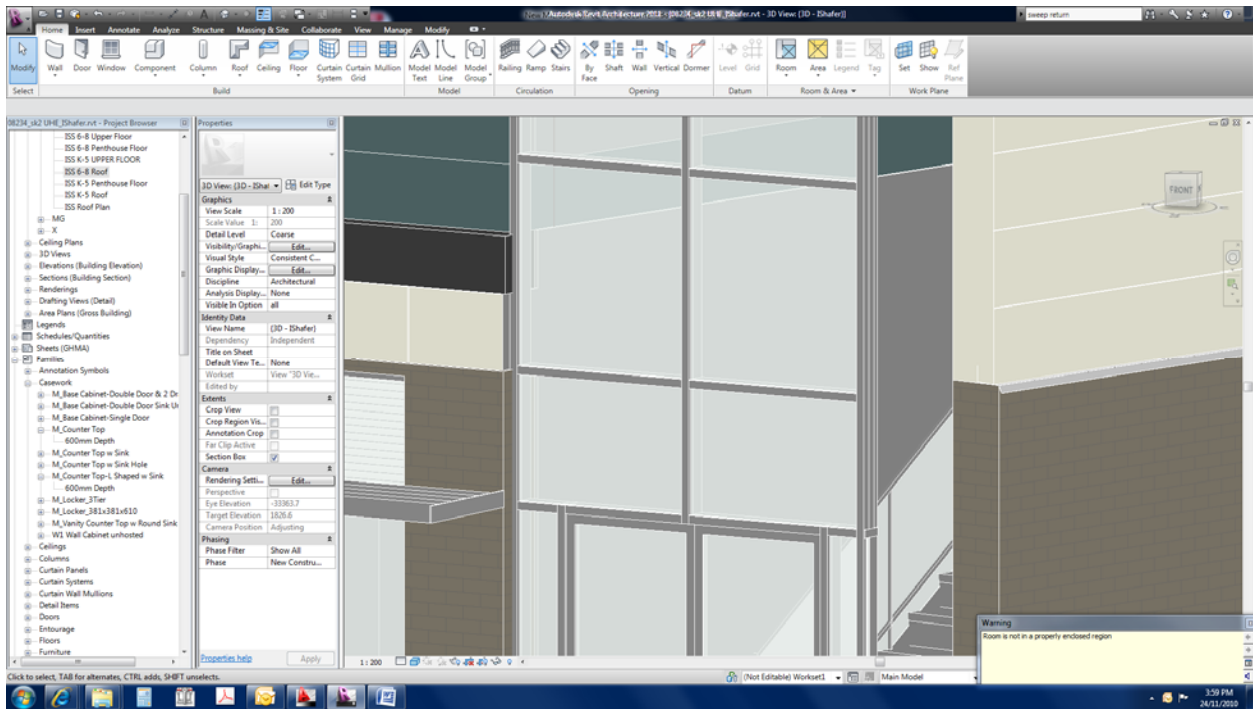 Autodesk Revit Architecture 2011 - [08234_sk2 UHE_IShafer.rvt - 3D View: {3D - IShafer}]
sweep return
Home Insert Annotate Analyze Structure Massing & Site Collaborate View Manage Modify
Modify Wall Door Window Component Column Roof Ceiling Floor Curtain System Curtain Grid Mullion Model Text Model Line Model Group Railing Ramp Stairs By Face Shaft Wall Vertical Dormer Level Grid Room Area Legend Tag Set Show Ref Plane
Select Build Model Circulation Opening Datum Room & Area Work Plane
08234_sk2 UHE_IShafer.rvt - Project Browser
ISS 6-8 Upper Floor
ISS 6-8 Penthouse Floor
ISS K-5 UPPER FLOOR
ISS 6-8 Roof
ISS K-5 Penthouse Floor
ISS K-5 Roof
ISS Roof Plan
MG
X
Ceiling Plans
3D Views
Elevations (Building Elevation)
Sections (Building Section)
Renderings
Drafting Views (Detail)
Area Plans (Gross Building)
Legends
Schedules/Quantities
Sheets (GHMA)
Families
Annotation Symbols
Casework
M_Base Cabinet-Double Door & 2 Dr
M_Base Cabinet-Double Door Sink Un
M_Base Cabinet-Single Door
M_Counter Top
600mm Depth
M_Counter Top w Sink
M_Counter Top w Sink Hole
M_Counter Top-L Shaped w Sink
600mm Depth
M_Locker_3Tier
M_Locker_381x381x610
M_Vanity Counter Top w Round Sink
W1 Wall Cabinet unhosted
Ceilings
Columns
Curtain Panels
Curtain Systems
Curtain Wall Mullions
Detail Items
Doors
Entourage
Floors
Furniture
Properties
3D View: {3D - IShaf Edit Type
Graphics
View Scale 1 : 200
Scale Value 1: 200
Detail Level Coarse
Visibility/Graphi... Edit...
Visual Style Consistent C...
Graphic Display... Edit...
Discipline Architectural
Analysis Display... None
Visible In Option all
Identity Data
View Name {3D - IShafer}
Dependency Independent
Title on Sheet
Default View Te... None
Workset View "3D Vie...
Edited by
Extents
Crop View
Crop Region Vis...
Annotation Crop
Far Clip Active
Section Box
Camera
Rendering Setti... Edit...
Perspective
Eye Elevation -33363.7
Target Elevation 1826.6
Camera Position Adjusting
Phasing
Phase Filter Show All
Phase New Constru...
Properties help Apply
FRONT
1 : 200
Warning
Room is not in a properly enclosed region
Click to select, TAB for alternates, CTRL adds, SHIFT unselects.
(Not Editable) Workset1 Main Model
3:59 PM
24/11/2010